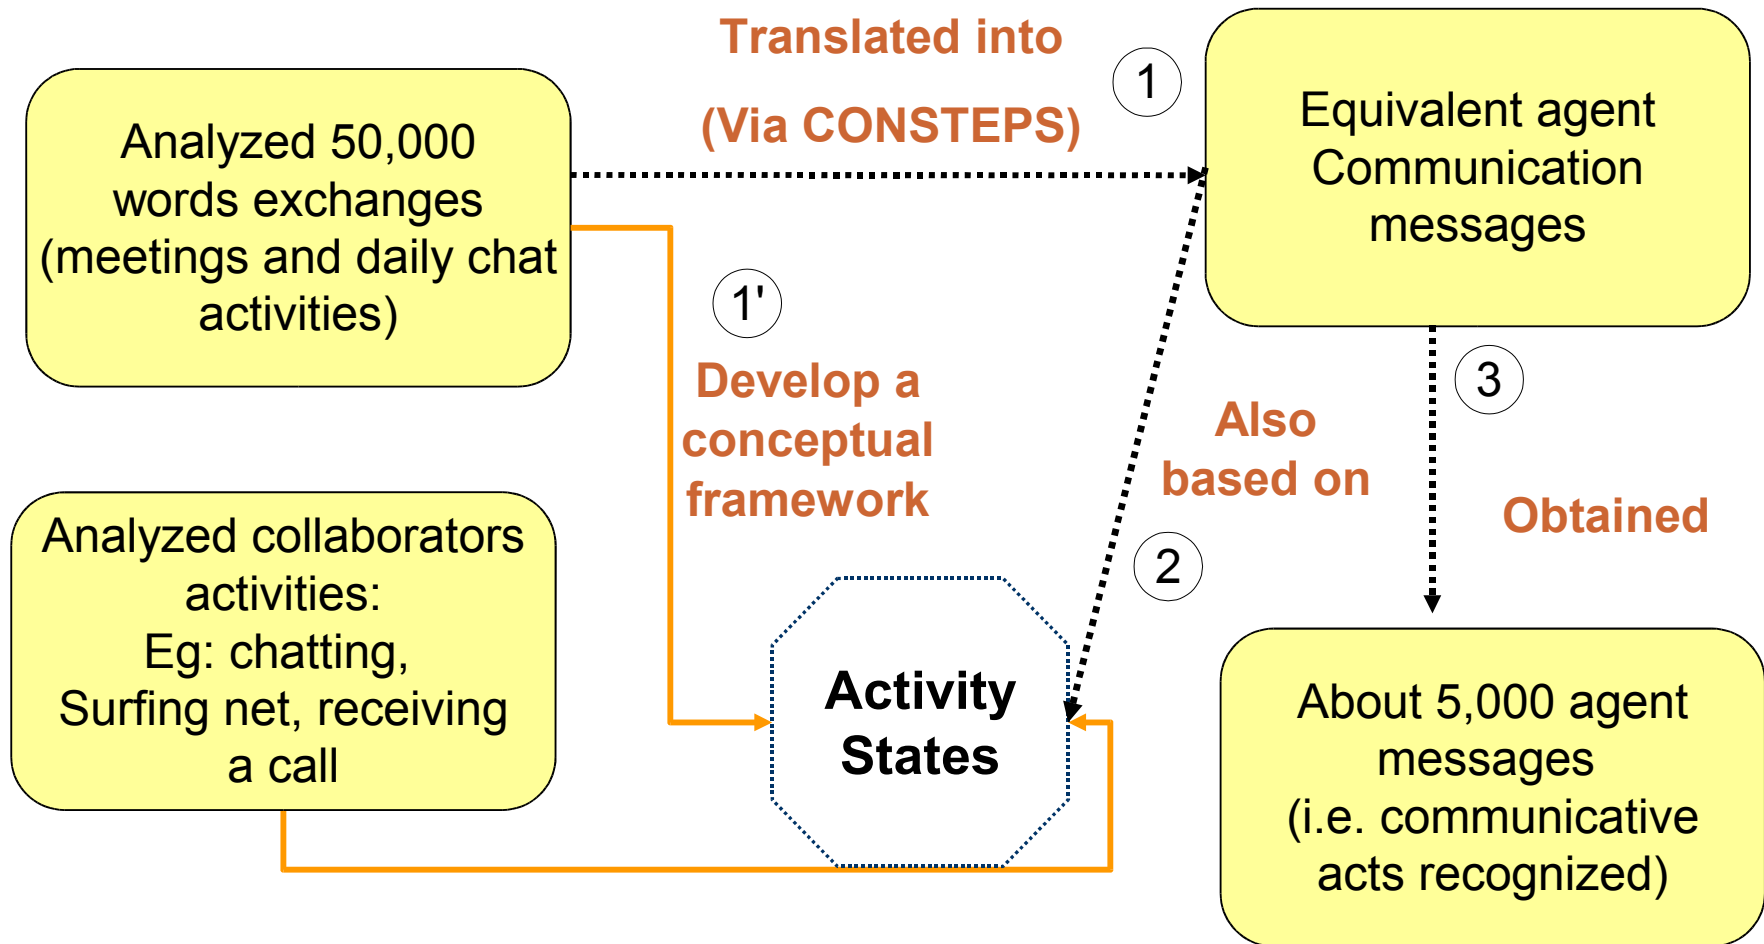 Translated into
(Via CONSTEPS)
1
Analyzed 50,000
words exchanges
(meetings and daily chat
activities)
Equivalent agent
Communication
messages
1'
Develop a
conceptual
framework
Also
based on
2
3
Obtained
Analyzed collaborators
activities:
Eg: chatting,
Surfing net, receiving
a call
Activity
States
About 5,000 agent
messages
(i.e. communicative
acts recognized)